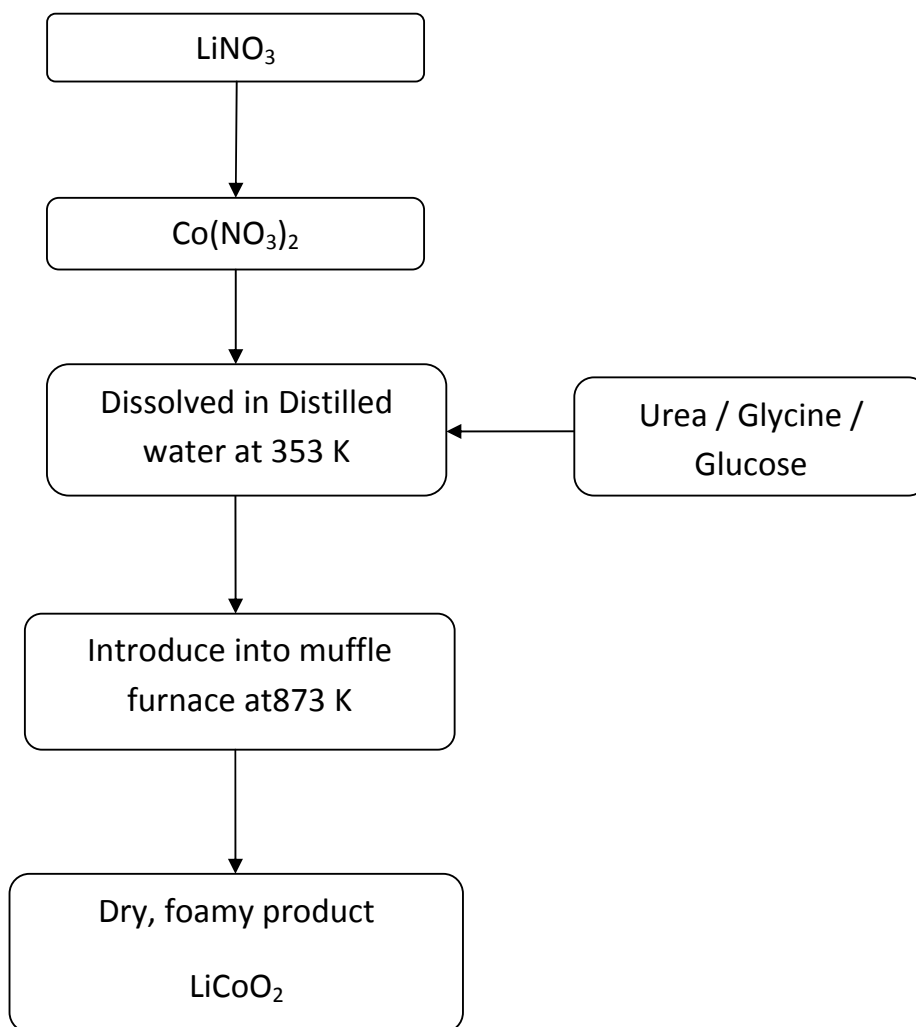 LiNO₃
Co(NO₃)₂
Dissolved in Distilled
water at 353 K
Urea / Glycine /
Glucose
Introduce into muffle
furnace at873 K
Dry, foamy product
LiCoO₂